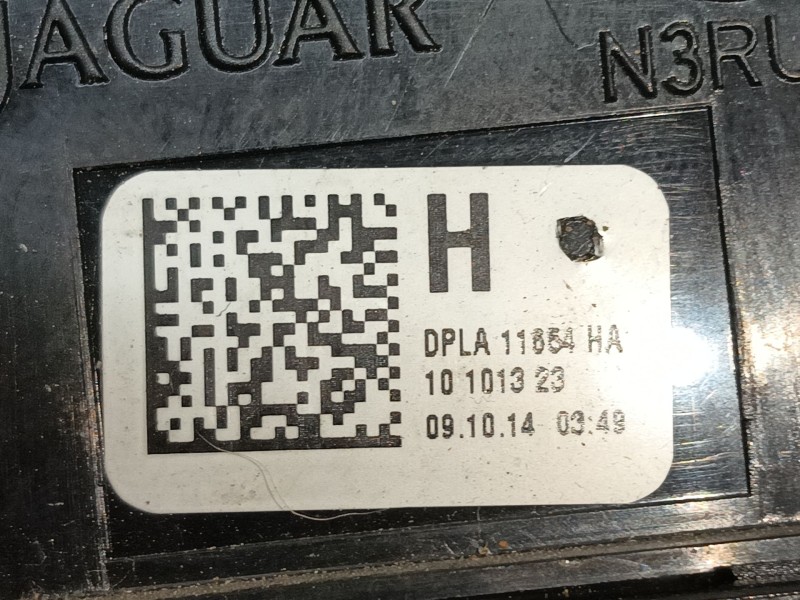 JAGUAR
N3RU
H
DPLA 11654 HA
10 1013 23
09.10.14 03:49